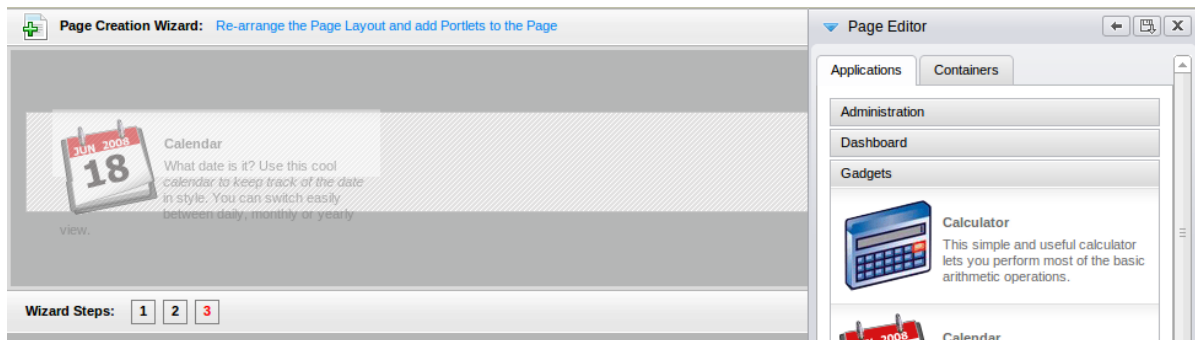 Page Creation Wizard: Re-arrange the Page Layout and add Portlets to the Page
JUN 2008
18
Calendar
What date is it? Use this cool
calendar to keep track of the date
in style. You can switch easily
between daily, monthly or yearly
view.
Wizard Steps: 1 2 3
Page Editor
X
Applications Containers
Administration
Dashboard
Gadgets
Calculator
This simple and useful calculator
lets you perform most of the basic
arithmetic operations.
2008
Calendar